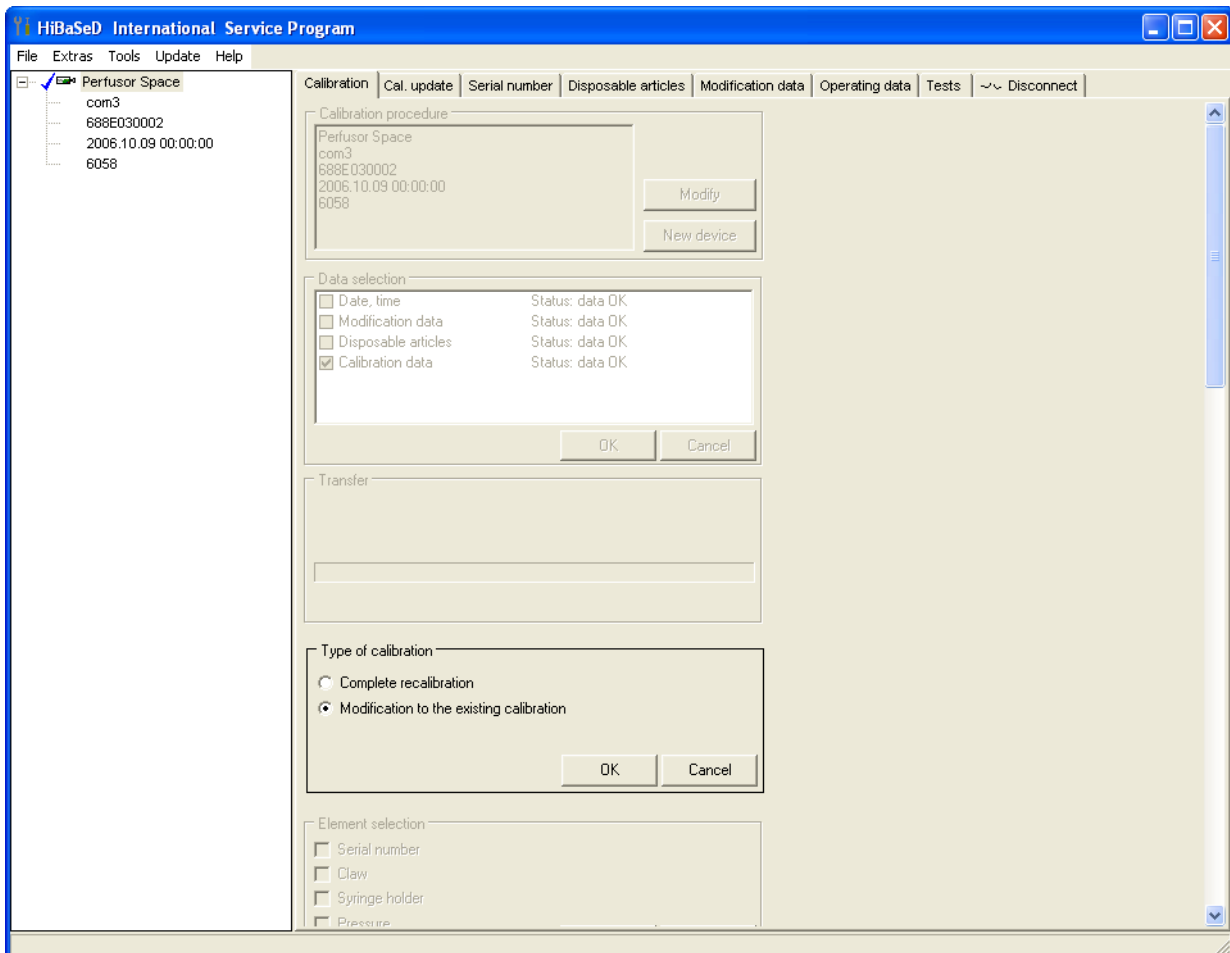 HiBaSeD International Service Program
File Extras Tools Update Help
Perfusor Space
com3
688E030002
2006.10.09 00:00:00
6058
Calibration Cal. update Serial number Disposable articles Modification data Operating data Tests Disconnect
Calibration procedure
Perfusor Space
com3
688E030002
2006.10.09 00:00:00
6058
Modify
New device
Data selection
Date, time Status: data OK
Modification data Status: data OK
Disposable articles Status: data OK
Calibration data Status: data OK
OK Cancel
Transfer
Type of calibration
Complete recalibration
Modification to the existing calibration
OK Cancel
Element selection
Serial number
Claw
Syringe holder
Pressure